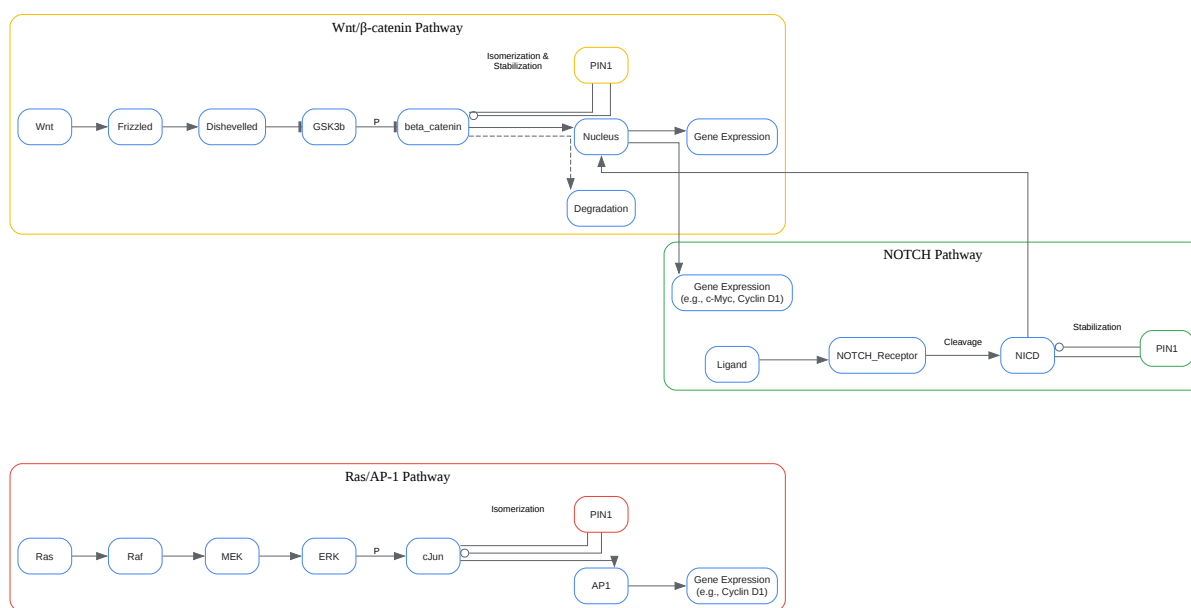 Wnt/β-catenin Pathway
Isomerization &
Stabilization
PIN1
Wnt
Frizzled
Dishevelled
GSK3b
P
beta_catenin
Nucleus
Gene Expression
Degradation
NOTCH Pathway
Gene Expression
(e.g., c-Myc, Cyclin D1)
Ligand
NOTCH_Receptor
Cleavage
NICD
Stabilization
PIN1
Ras/AP-1 Pathway
Isomerization
PIN1
Ras
Raf
MEK
ERK
P
cJun
AP1
Gene Expression
(e.g., Cyclin D1)